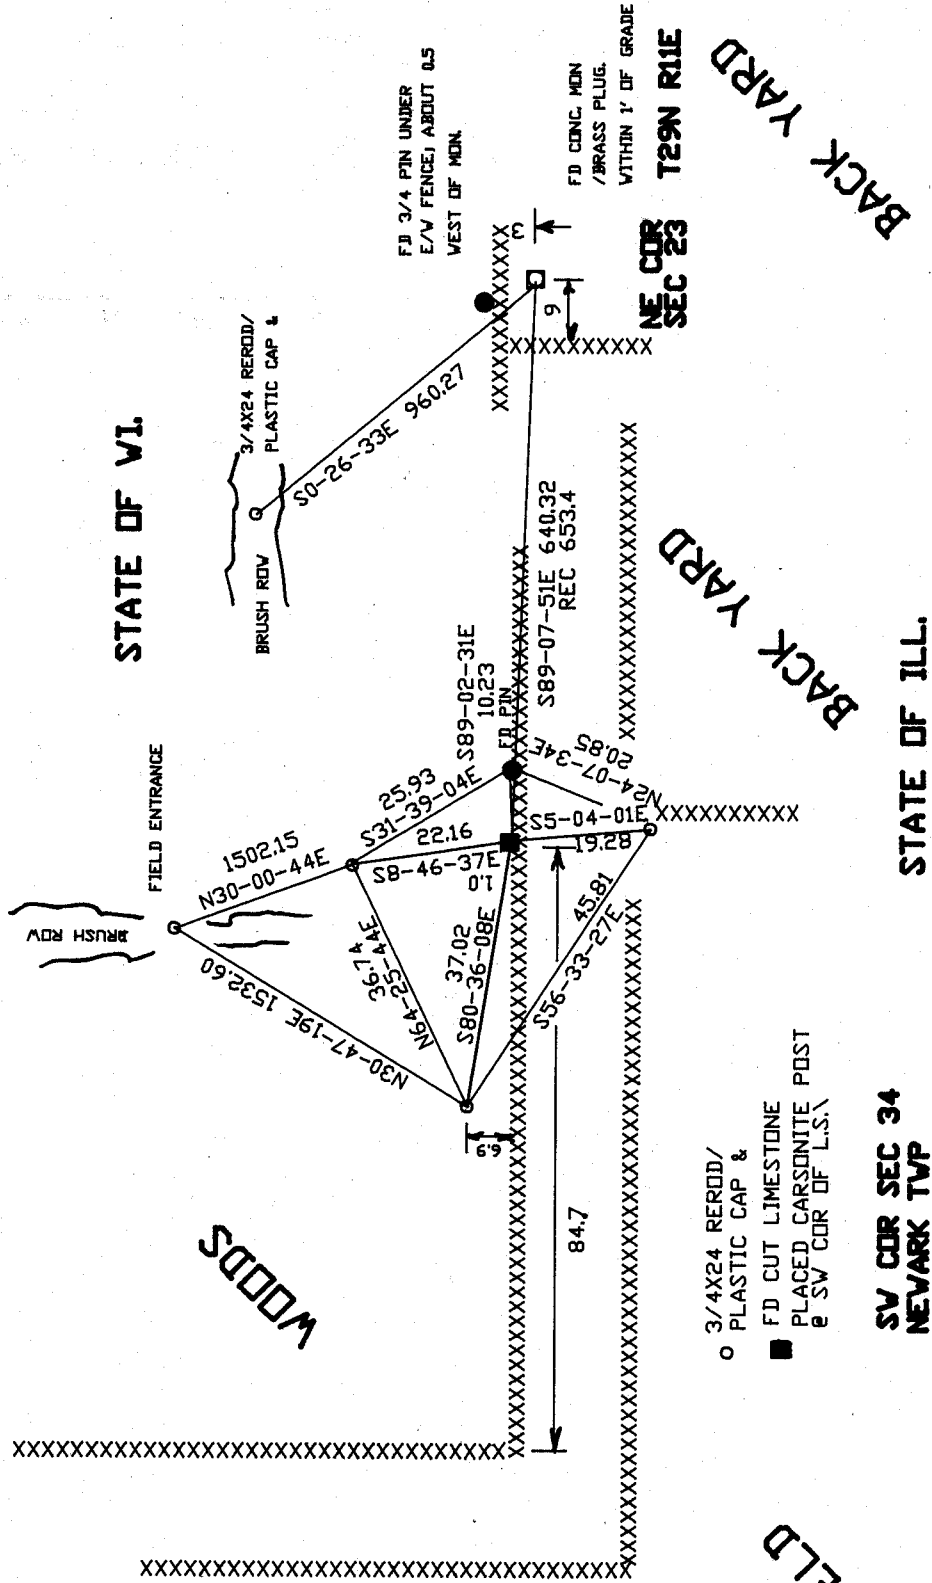 STATE OF WI.
FIELD ENTRANCE
BRUSH ROW
WOODS
3/4X24 REROD/
PLASTIC CAP &
BRUSH ROW
FD 3/4 PIN UNDER
E/W FENCE; ABOUT 0.5
WEST OF MON.
FD CONC. MON
/BRASS PLUG.
WITHIN 1' OF GRADE
NE COR
SEC 23 T29N R11E
3
9
S0-26-33E 960.27
S89-07-51E 640.32
REC 653.4
S89-02-31E
10.23
FD PIN
1502.15
N30-00-44E
N30-47-19E 1532.60
25.93
S31-39-04E
22.16
S8-46-37E
1.0
36.74
N64-25-44E
37.02
S80-36-08E
N24-07-34E
20.85
S5-04-01E
19.28
45.81
S56-33-27E
6.9
84.7
BACK YARD
BACK YARD
STATE OF ILL.
3/4X24 REROD/
PLASTIC CAP &
FD CUT LIMESTONE
PLACED CARSONITE POST
@ SW COR OF L.S.\
SW COR SEC 34
NEWARK TWP